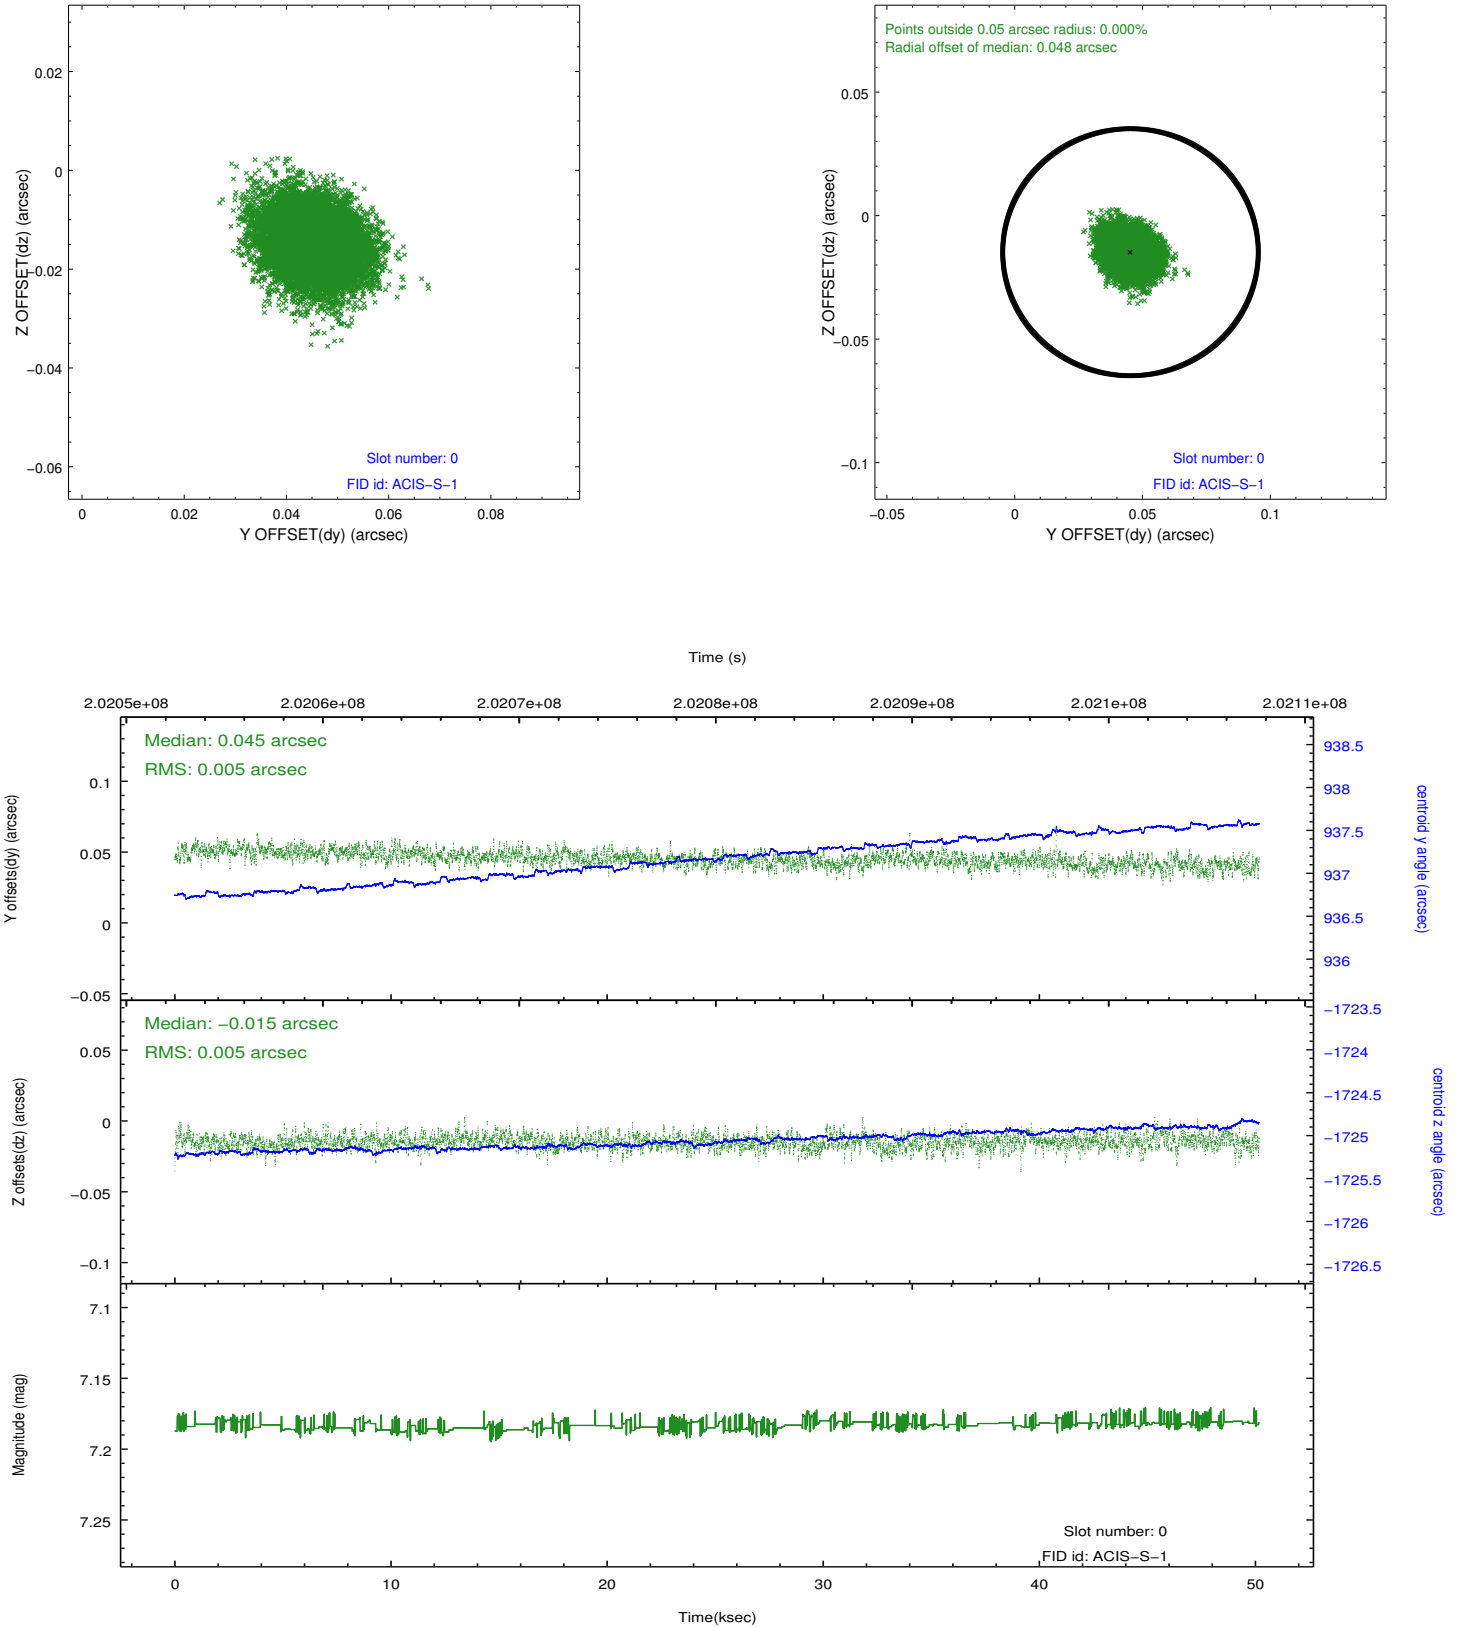 0.02
0
−0.02
−0.04
−0.06
Z OFFSET(dz) (arcsec)
Slot number: 0
FID id: ACIS−S−1
0
0.02
0.04
0.06
0.08
Y OFFSET(dy) (arcsec)
Points outside 0.05 arcsec radius: 0.000%
Radial offset of median: 0.048 arcsec
0.05
0
−0.05
−0.1
Z OFFSET(dz) (arcsec)
Slot number: 0
FID id: ACIS−S−1
−0.05
0
0.05
0.1
Y OFFSET(dy) (arcsec)
Time (s)
2.0205e+08
2.0206e+08
2.0207e+08
2.0208e+08
2.0209e+08
2.021e+08
2.0211e+08
Median: 0.045 arcsec
RMS: 0.005 arcsec
0.1
0.05
0
−0.05
Y offsets(dy) (arcsec)
938.5
938
937.5
937
936.5
936
centroid y angle (arcsec)
Median: −0.015 arcsec
RMS: 0.005 arcsec
0.05
0
−0.05
−0.1
Z offsets(dz) (arcsec)
−1723.5
−1724
−1724.5
−1725
−1725.5
−1726
−1726.5
centroid z angle (arcsec)
7.1
7.15
7.2
7.25
Magnitude (mag)
Slot number: 0
FID id: ACIS−S−1
0
10
20
30
40
50
Time(ksec)